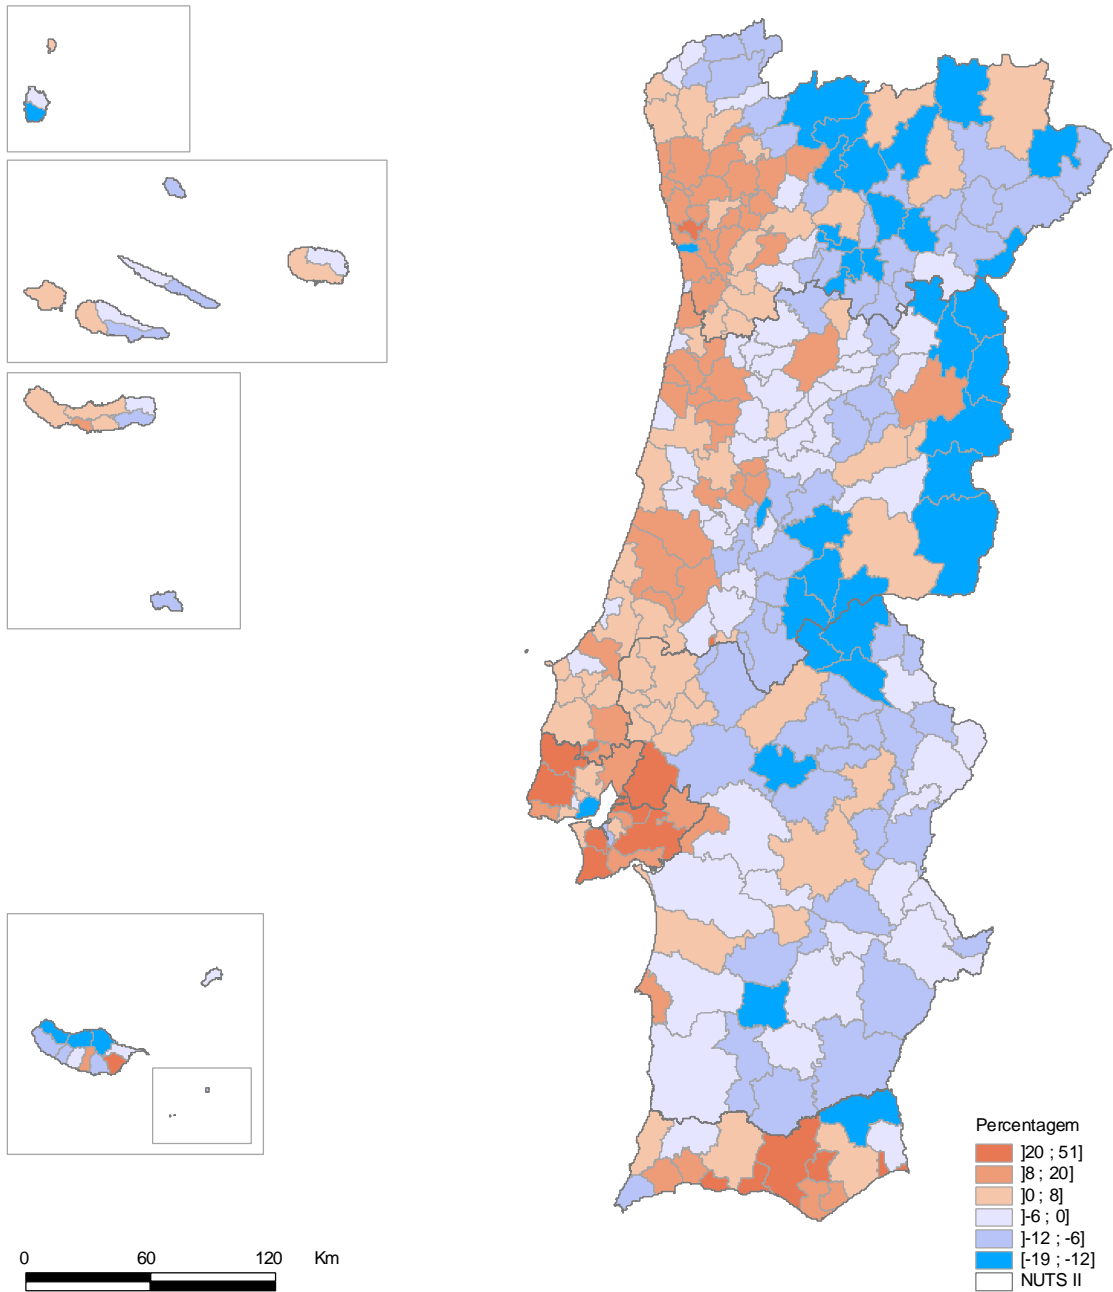 Percentagem
]20 ; 51]
]8 ; 20]
]0 ; 8]
]-6 ; 0]
]-12 ; -6]
[-19 ; -12]
NUTS II
0 60 120 Km